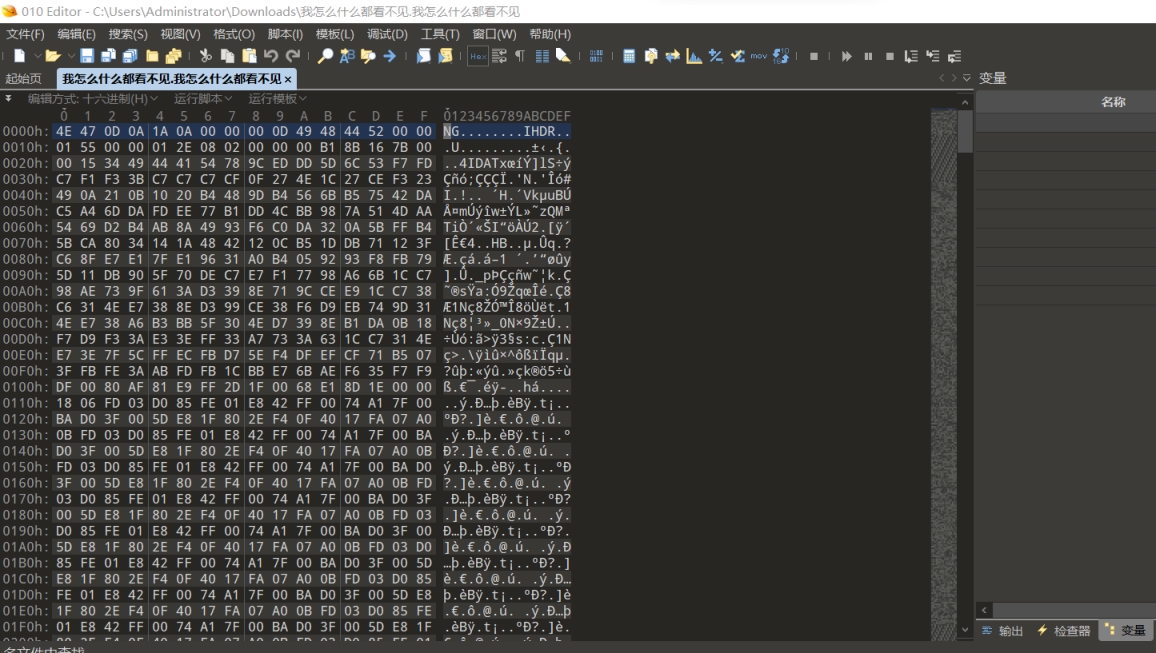 010 Editor - C:\Users\Administrator\Downloads\我怎么什么都看不见.我怎么什么都看不见
文件(F) 编辑(E) 搜索(S) 视图(V) 格式(O) 脚本(I) 模板(L) 调试(D) 工具(T) 窗口(W) 帮助(H)
起始页 我怎么什么都看不见.我怎么什么都看不见 × 变量
编辑方式: 十六进制(H) 运行脚本 运行模板 名称
0 1 2 3 4 5 6 7 8 9 A B C D E F 0123456789ABCDEF
0000h: 4E 47 0D 0A 1A 0A 00 00 00 0D 49 48 44 52 00 00 NG........IHDR..
0010h: 01 55 00 00 01 2E 08 02 00 00 00 B1 8B 16 7B 00 .U.........±‹.{.
0020h: 00 15 34 49 44 41 54 78 9C ED DD 5D 6C 53 F7 FD ..4IDATxœíÝ]lS÷ý
0030h: C7 F1 F3 3B C7 C7 C7 CF 0F 27 4E 1C 27 CE F3 23 Çñó;ÇÇÇÏ.'N.'Îó#
0040h: 49 0A 21 0B 10 20 B4 48 9D B4 56 6B B5 75 42 DA
0050h: C5 A4 6D DA FD EE 77 B1 DD 4C BB 98 7A 51 4D AA Å¤mÚýîw±ÝL»˜zQMª
0060h: 54 69 D2 B4 AB 8A 49 93 F6 C0 DA 32 0A 5B FF B4 TiÒ´«ŠI“öÀÚ2.[ÿ´
0070h: 5B CA 80 34 14 1A 48 42 12 0C B5 1D DB 71 12 3F [Ê€4..HB..µ.Ûq.?
0080h: C6 8F E7 E1 7F E1 96 31 A0 B4 05 92 93 F8 FB 79
0090h: 5D 11 DB 90 5F 70 DE C7 E7 F1 77 98 A6 6B 1C C7 ].Û._pÞÇçñw˜¦k.Ç
00A0h: 98 AE 73 9F 61 3A D3 39 8E 71 9C CE E9 1C C7 38 ˜®sŸa:Ó9ŽqœÎé.Ç8
00B0h: C6 31 4E E7 38 8E D3 99 CE 38 F6 D9 EB 74 9D 31 Æ1Nç8ŽÓ™Î8öÙët.1
00C0h: 4E E7 38 A6 B3 BB 5F 30 4E D7 39 8E B1 DA 0B 18 Nç8¦³»_0N×9Ž±Ú..
00D0h: F7 D9 F3 3A E3 3E FF 33 A7 73 3A 63 1C C7 31 4E ÷Ùó:ã>ÿ3§s:c.Ç1N
00E0h: E7 3E 7F 5C FF EC FB D7 5E F4 DF EF CF 71 B5 07 ç>.\ÿìû×^ôßïÏqµ.
00F0h: 3F FB FE 3A AB FD FB 1C BB E7 6B AE F6 35 F7 F9 ?ûþ:«ýû.»çk®ö5÷ù
0100h: DF 00 80 AF 81 E9 FF 2D 1F 00 68 E1 8D 1E 00 00 ß.€¯.éÿ-..há....
0110h: 18 06 FD 03 D0 85 FE 01 E8 42 FF 00 74 A1 7F 00 ..ý.Ð…þ.èBÿ.t¡..
0120h: BA D0 3F 00 5D E8 1F 80 2E F4 0F 40 17 FA 07 A0 ºÐ?.]è.€.ô.@.ú.
0130h: 0B FD 03 D0 85 FE 01 E8 42 FF 00 74 A1 7F 00 BA .ý.Ð…þ.èBÿ.t¡..º
0140h: D0 3F 00 5D E8 1F 80 2E F4 0F 40 17 FA 07 A0 0B Ð?.]è.€.ô.@.ú. .
0150h: FD 03 D0 85 FE 01 E8 42 FF 00 74 A1 7F 00 BA D0 ý.Ð…þ.èBÿ.t¡..ºÐ
0160h: 3F 00 5D E8 1F 80 2E F4 0F 40 17 FA 07 A0 0B FD ?.]è.€.ô.@.ú. .ý
0170h: 03 D0 85 FE 01 E8 42 FF 00 74 A1 7F 00 BA D0 3F .Ð…þ.èBÿ.t¡..ºÐ?
0180h: 00 5D E8 1F 80 2E F4 0F 40 17 FA 07 A0 0B FD 03 .]è.€.ô.@.ú. .ý.
0190h: D0 85 FE 01 E8 42 FF 00 74 A1 7F 00 BA D0 3F 00 Ð…þ.èBÿ.t¡..ºÐ?.
01A0h: 5D E8 1F 80 2E F4 0F 40 17 FA 07 A0 0B FD 03 D0 ]è.€.ô.@.ú. .ý.Ð
01B0h: 85 FE 01 E8 42 FF 00 74 A1 7F 00 BA D0 3F 00 5D …þ.èBÿ.t¡..ºÐ?.]
01C0h: E8 1F 80 2E F4 0F 40 17 FA 07 A0 0B FD 03 D0 85 è.€.ô.@.ú. .ý.Ð…
01D0h: FE 01 E8 42 FF 00 74 A1 7F 00 BA D0 3F 00 5D E8 þ.èBÿ.t¡..ºÐ?.]è
01E0h: 1F 80 2E F4 0F 40 17 FA 07 A0 0B FD 03 D0 85 FE .€.ô.@.ú. .ý.Ð…þ
01F0h: 01 E8 42 FF 00 74 A1 7F 00 BA D0 3F 00 5D E8 1F .èBÿ.t¡..ºÐ?.]è.
输出 检查器 变量